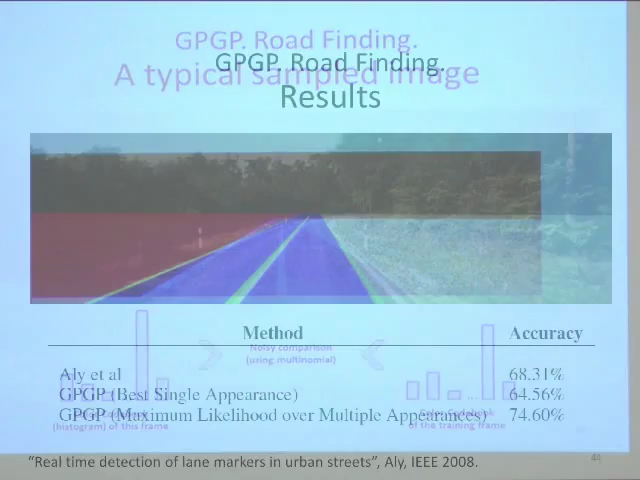 GPGP. Road Finding.
A typical sampled image
GPGP. Road Finding.
Results
Method Accuracy
Noisy comparison
(using multinomial)
Aly et al 68.31%
GPGP (Best Single Appearance) 64.56%
GPGP (Maximum Likelihood over Multiple Appearances) 74.60%
(histogram) of this frame
of the training frame
"Real time detection of lane markers in urban streets", Aly, IEEE 2008.
44